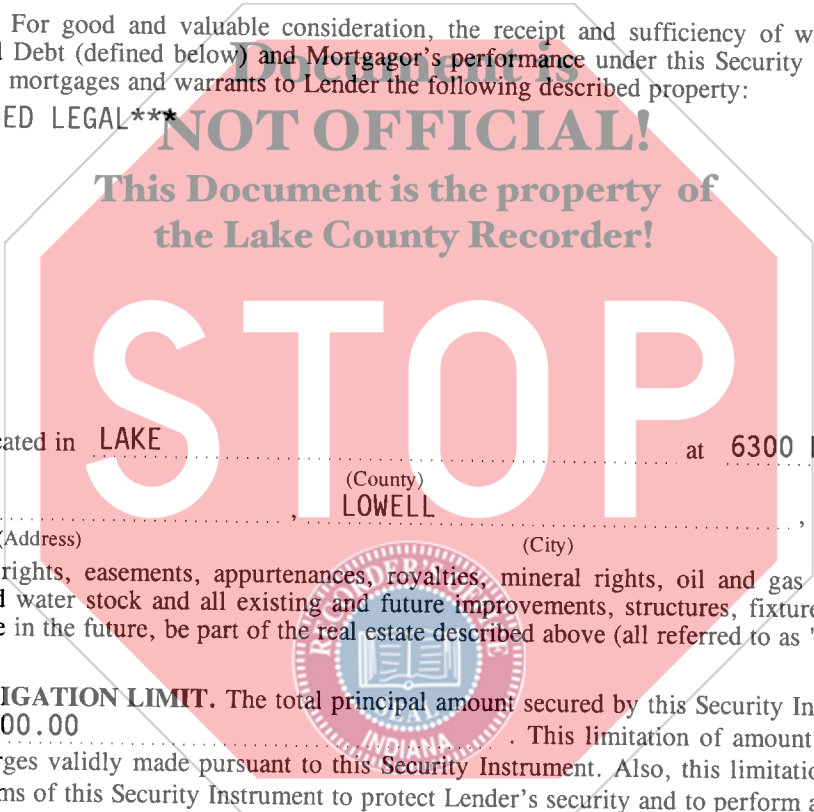 For good and valuable consideration, the receipt and sufficiency of
Debt (defined below) and Mortgagor's performance under this Security
mortgages and warrants to Lender the following described property:
Document is
ED LEGAL***
NOT OFFICIAL!
This Document is the property of
the Lake County Recorder!
STOP
cated in LAKE at 6300
(County)
, LOWELL ,
(Address) (City)
rights, easements, appurtenances, royalties, mineral rights, oil and gas
water stock and all existing and future improvements, structures, fixture
in the future, be part of the real estate described above (all referred to as "
RECORDER'S OFFICE
SEAL
INDIANA
IGATION LIMIT. The total principal amount secured by this Security In
00.00 . This limitation of amount
rges validly made pursuant to this Security Instrument. Also, this limitatio
ms of this Security Instrument to protect Lender's security and to perform a